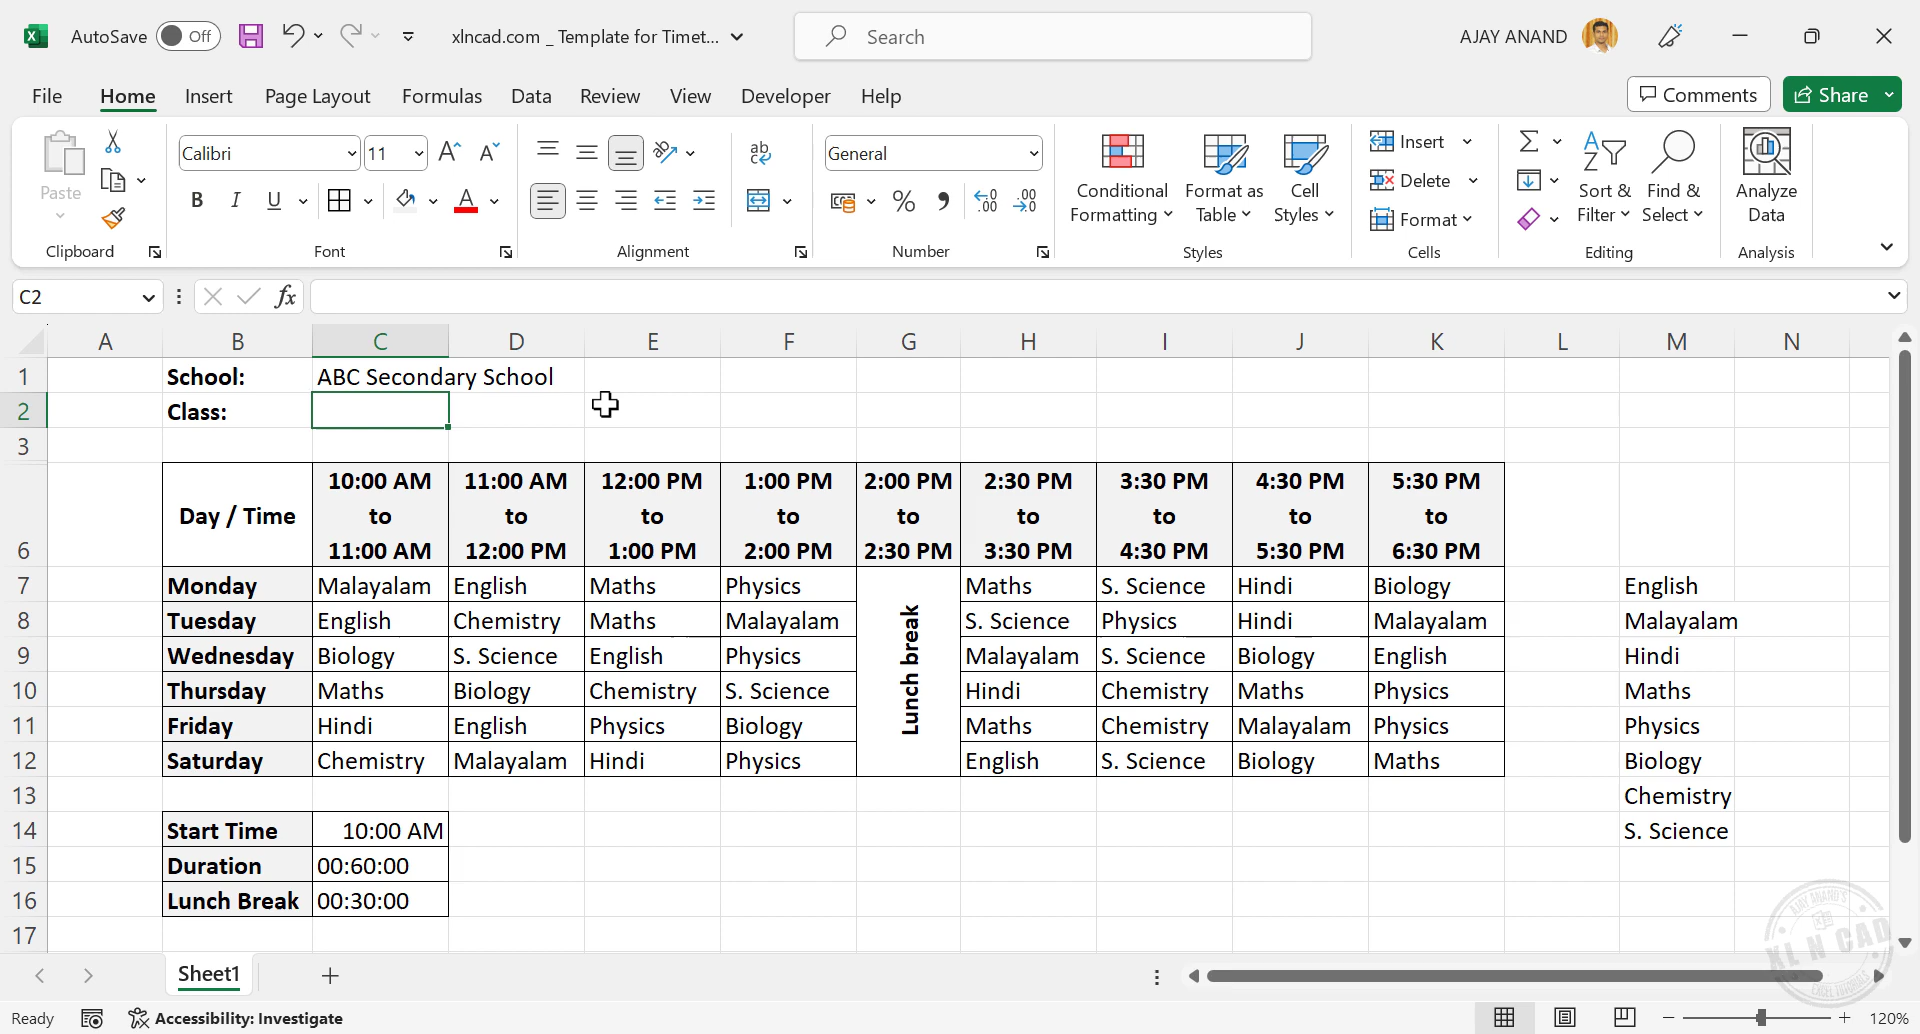 AutoSave Off xlncad.com _ Template for Timet... Search AJAY ANAND
File Home Insert Page Layout Formulas Data Review View Developer Help Comments Share
Paste
Clipboard
Calibri 11
B I U A
Font
ab
Alignment
General
% .00 .00
Number
Conditional Formatting
Format as Table
Cell Styles
Styles
Insert
Delete
Format
Cells
Sort & Filter
Find & Select
Editing
Analyze Data
Analysis
C2 fx
A B C D E F G H I J K L M N
1 School: ABC Secondary School
2 Class:
3
6 Day / Time 10:00 AM to 11:00 AM 11:00 AM to 12:00 PM 12:00 PM to 1:00 PM 1:00 PM to 2:00 PM 2:00 PM to 2:30 PM 2:30 PM to 3:30 PM 3:30 PM to 4:30 PM 4:30 PM to 5:30 PM 5:30 PM to 6:30 PM
7 Monday Malayalam English Maths Physics Lunch break Maths S. Science Hindi Biology English
8 Tuesday English Chemistry Maths Malayalam S. Science Physics Hindi Malayalam Malayalam
9 Wednesday Biology S. Science English Physics Malayalam S. Science Biology English Hindi
10 Thursday Maths Biology Chemistry S. Science Hindi Chemistry Maths Physics Maths
11 Friday Hindi English Physics Biology Maths Chemistry Malayalam Physics Physics
12 Saturday Chemistry Malayalam Hindi Physics English S. Science Biology Maths Biology
13 Chemistry
14 Start Time 10:00 AM S. Science
15 Duration 00:60:00
16 Lunch Break 00:30:00
17
AJAY ANAND'S
XL N CAD
EXCEL TUTORIALS
Sheet1
Ready Accessibility: Investigate 120%